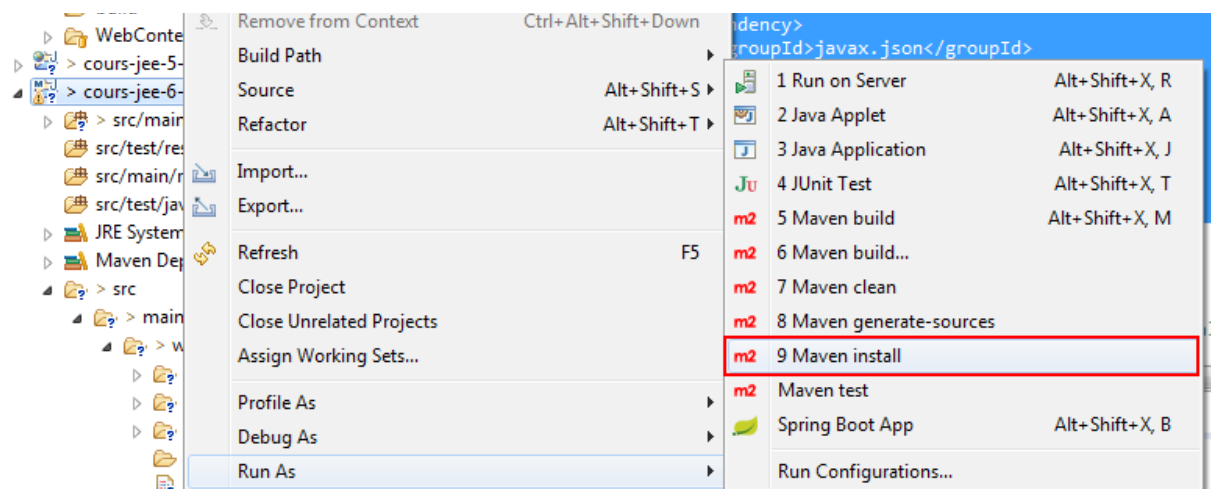 build
WebConte
> cours-jee-5-
> cours-jee-6-
> src/main
src/test/res
src/main/r
src/test/jav
JRE System
Maven Dep
> src
> main
> w
Remove from Context Ctrl+Alt+Shift+Down
Build Path
Source Alt+Shift+S
Refactor Alt+Shift+T
Import...
Export...
Refresh F5
Close Project
Close Unrelated Projects
Assign Working Sets...
Profile As
Debug As
Run As
dency>
groupId>javax.json</groupId>
1 Run on Server Alt+Shift+X, R
2 Java Applet Alt+Shift+X, A
3 Java Application Alt+Shift+X, J
Ju 4 JUnit Test Alt+Shift+X, T
m2 5 Maven build Alt+Shift+X, M
m2 6 Maven build...
m2 7 Maven clean
m2 8 Maven generate-sources
m2 9 Maven install
m2 Maven test
Spring Boot App Alt+Shift+X, B
Run Configurations...